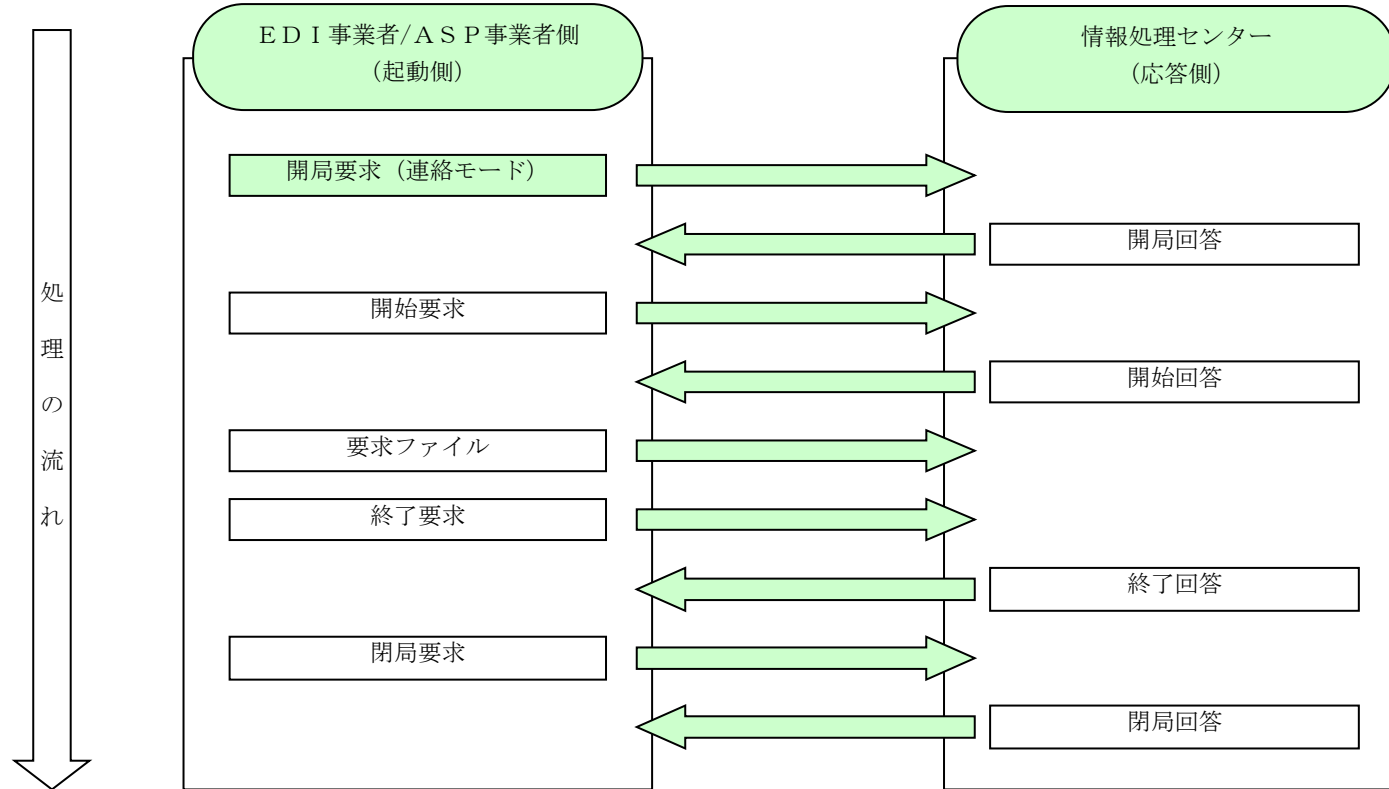 ＥＤＩ事業者/ＡＳＰ事業者側
（起動側）
情報処理センター
（応答側）
処理の流れ
開局要求（連絡モード）
開局回答
開始要求
開始回答
要求ファイル
終了要求
終了回答
閉局要求
閉局回答